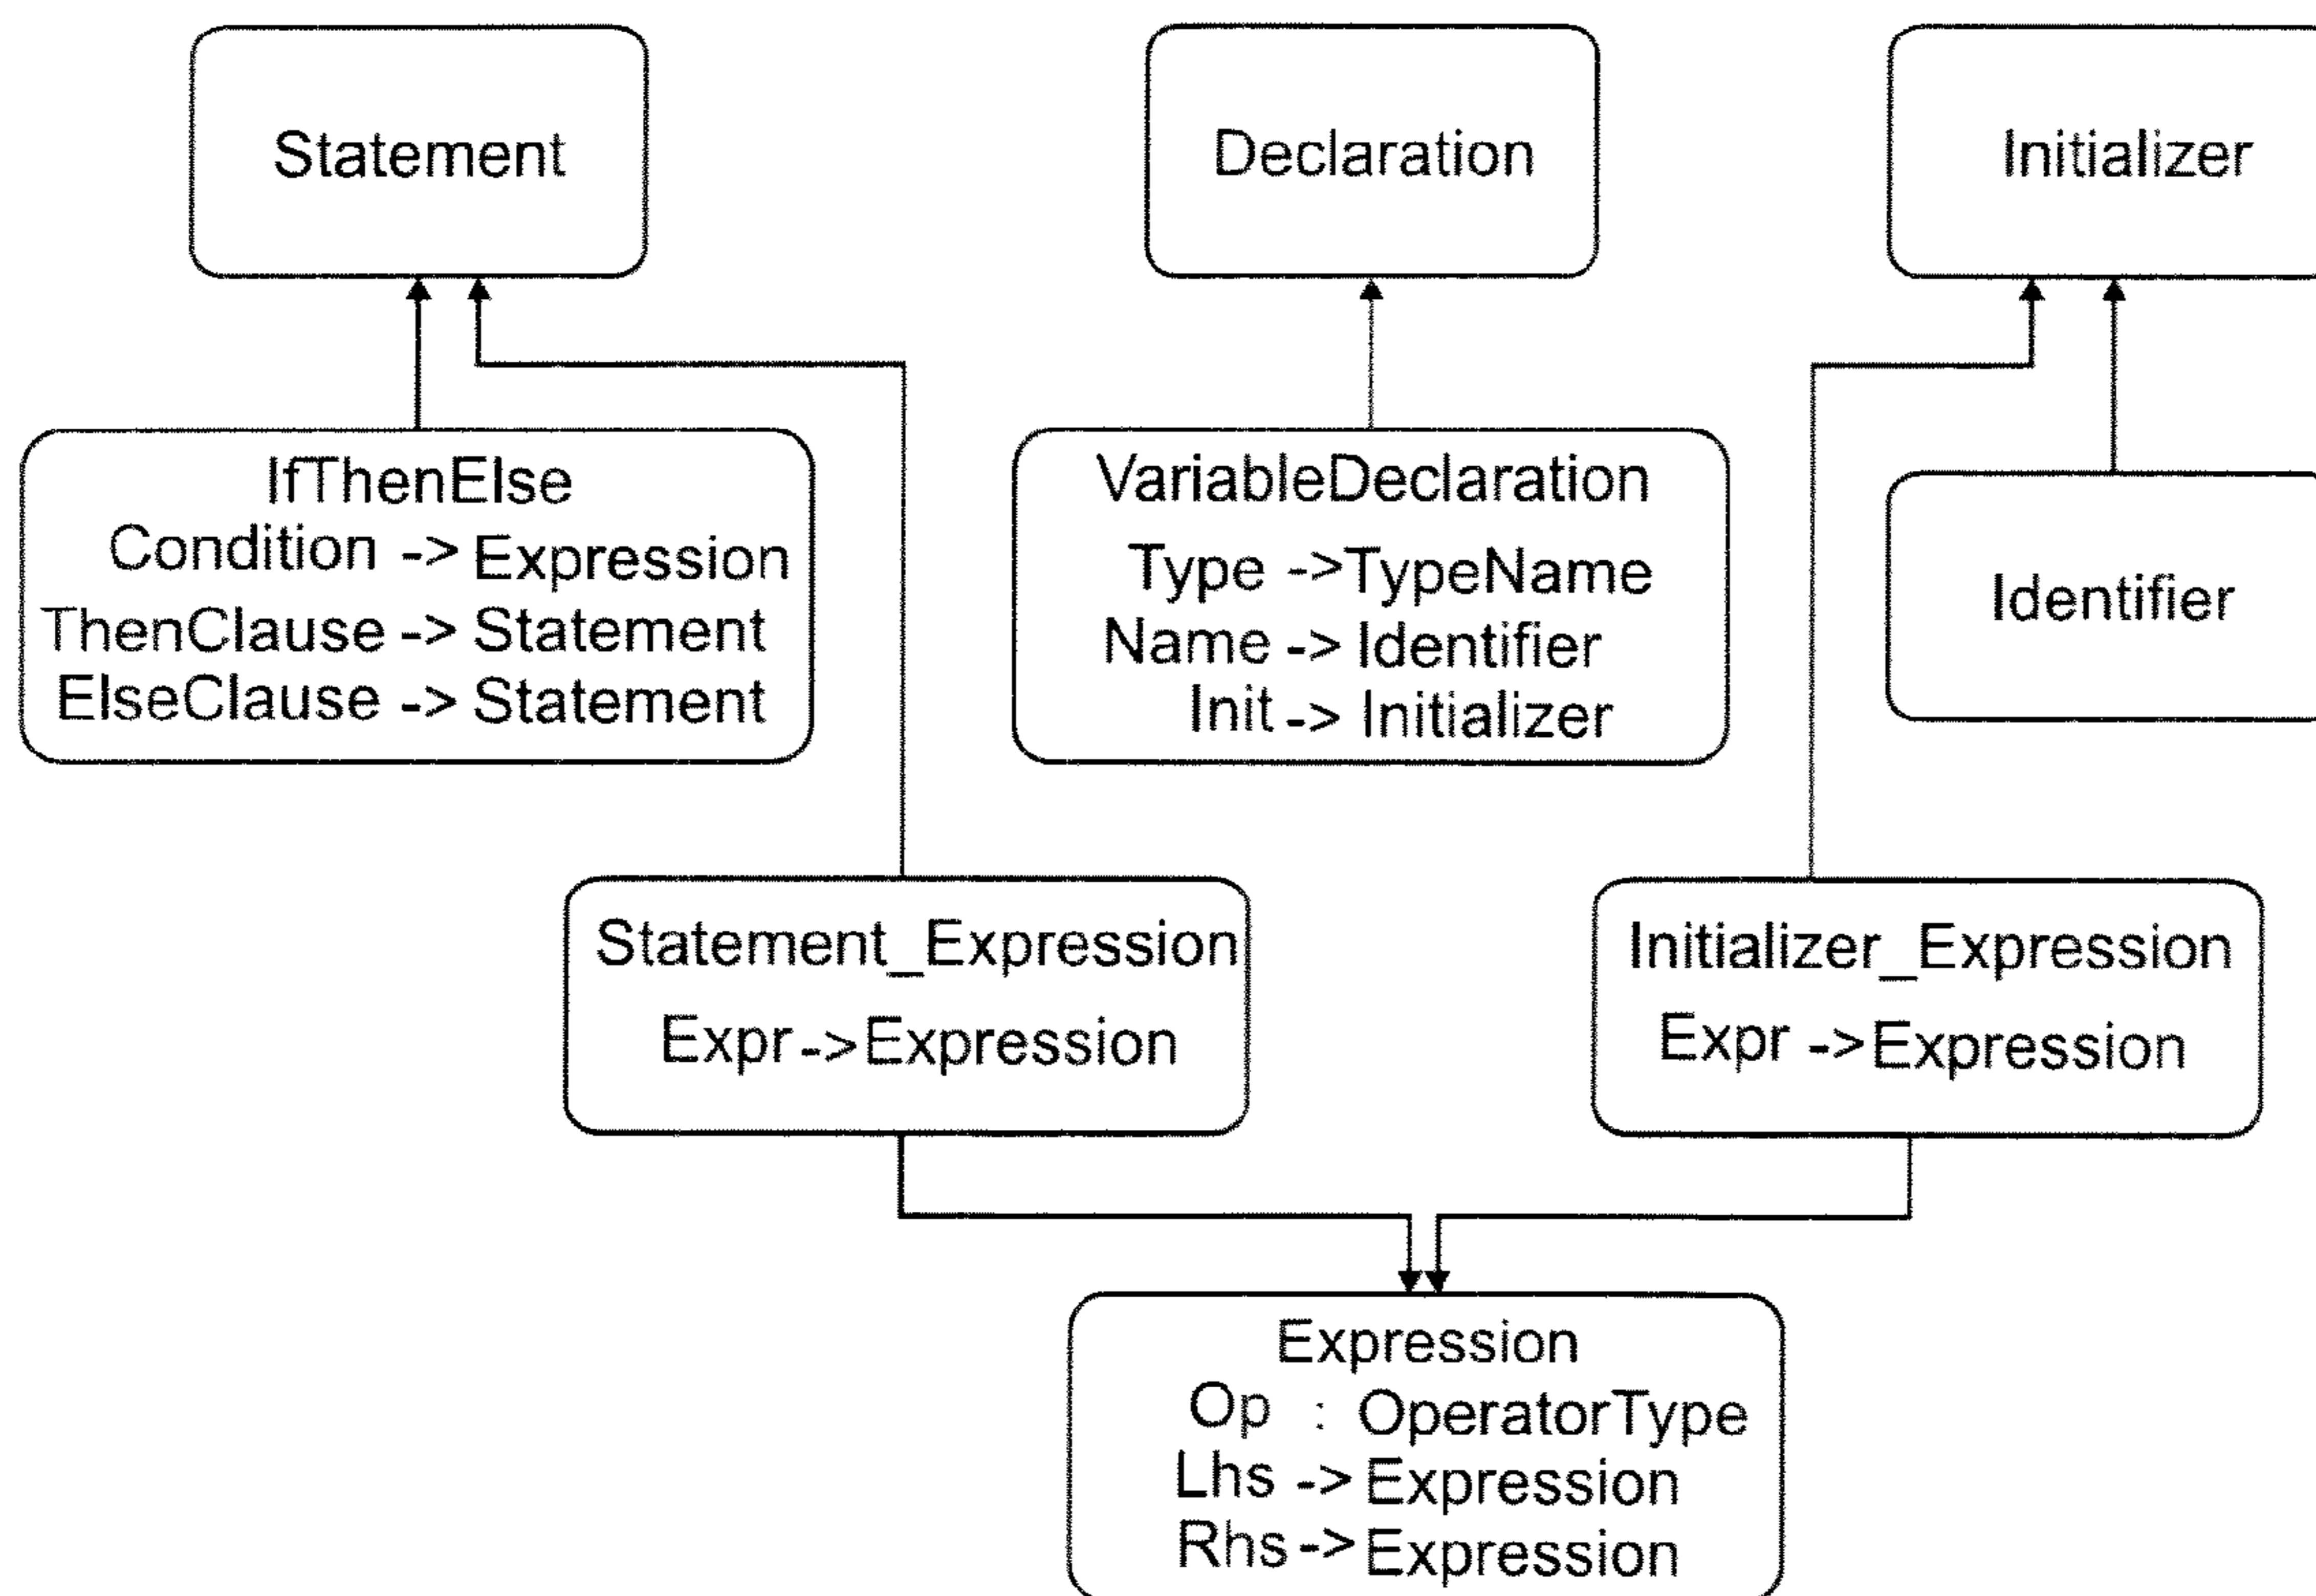 Statement
Declaration
Initializer
IfThenElse
Condition -> Expression
ThenClause -> Statement
ElseClause -> Statement
VariableDeclaration
Type -> TypeName
Name -> Identifier
Init -> Initializer
Identifier
Statement_Expression
Expr -> Expression
Initializer_Expression
Expr -> Expression
Expression
Op : OperatorType
Lhs -> Expression
Rhs -> Expression